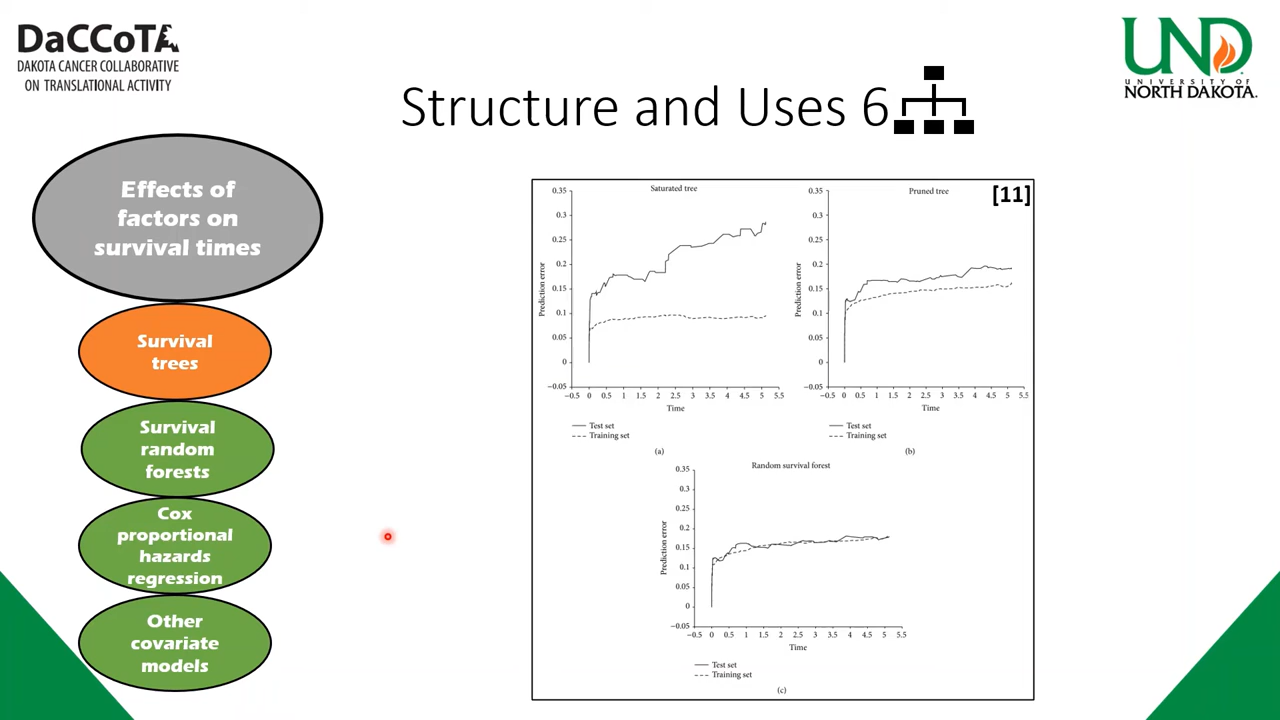 DaCCoTA
DAKOTA CANCER COLLABORATIVE
ON TRANSLATIONAL ACTIVITY
UND
UNIVERSITY OF
NORTH DAKOTA.
Structure and Uses 6
Effects of
factors on
survival times
Survival
trees
Survival
random
forests
Cox
proportional
hazards
regression
Other
covariate
models
[11]
Saturated tree
0.35
0.3
0.25
0.2
0.15
0.1
0.05
0
−0.05
Prediction error
−0.5 0 0.5 1 1.5 2 2.5 3 3.5 4 4.5 5 5.5
Time
Test set
Training set
(a)
Pruned tree
0.35
0.3
0.25
0.2
0.15
0.1
0.05
0
−0.05
Prediction error
−0.5 0 0.5 1 1.5 2 2.5 3 3.5 4 4.5 5 5.5
Time
Test set
Training set
(b)
Random survival forest
0.35
0.3
0.25
0.2
0.15
0.1
0.05
0
−0.05
Prediction error
−0.5 0 0.5 1 1.5 2 2.5 3 3.5 4 4.5 5 5.5
Time
Test set
Training set
(c)